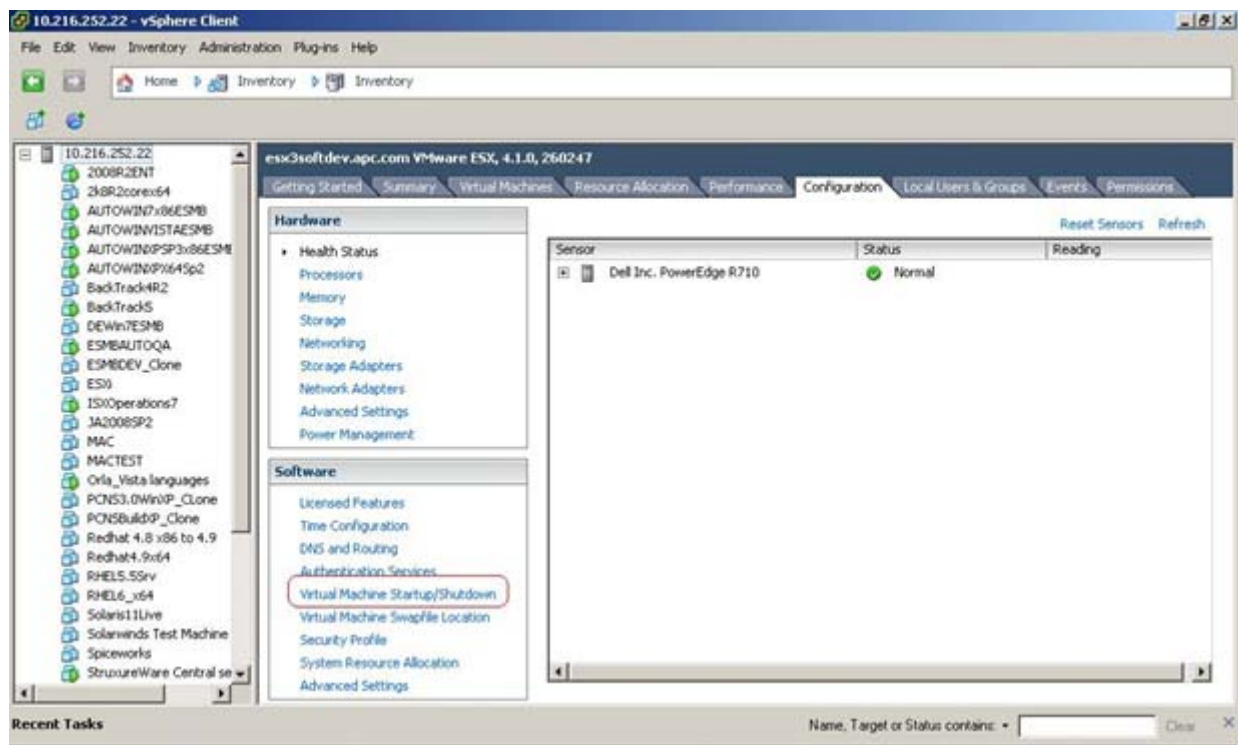 10.216.252.22 - vSphere Client
File Edit View Inventory Administration Plug-ins Help
Home Inventory Inventory
10.216.252.22
2008R2ENT
2k8R2corex64
AUTOWIN7x86ESMB
AUTOWINVISTAESMB
AUTOWINXPSP3x86ESME
AUTOWINXPX64Sp2
BackTrack4R2
BackTrack5
DEWin7ESMB
ESMBAUTOQA
ESMBDEV_Clone
ESXi
ISXOperations7
JA2008SP2
MAC
MACTEST
Orla_Vista languages
PCNS3.0WinXP_CLone
PCNSBuildXP_Clone
Redhat 4.8 x86 to 4.9
Redhat4.9x64
RHEL5.5Srv
RHEL6_x64
Solaris11Live
Solarwinds Test Machine
Spiceworks
StruxureWare Central se
esx3softdev.apc.com VMware ESX, 4.1.0, 260247
Getting Started Summary Virtual Machines Resource Allocation Performance Configuration Local Users & Groups Events Permissions
Hardware
Health Status
Processors
Memory
Storage
Networking
Storage Adapters
Network Adapters
Advanced Settings
Power Management
Software
Licensed Features
Time Configuration
DNS and Routing
Authentication Services
Virtual Machine Startup/Shutdown
Virtual Machine Swapfile Location
Security Profile
System Resource Allocation
Advanced Settings
Reset Sensors Refresh
Sensor Status Reading
Dell Inc. PowerEdge R710 Normal
Recent Tasks
Name, Target or Status contains: Clear